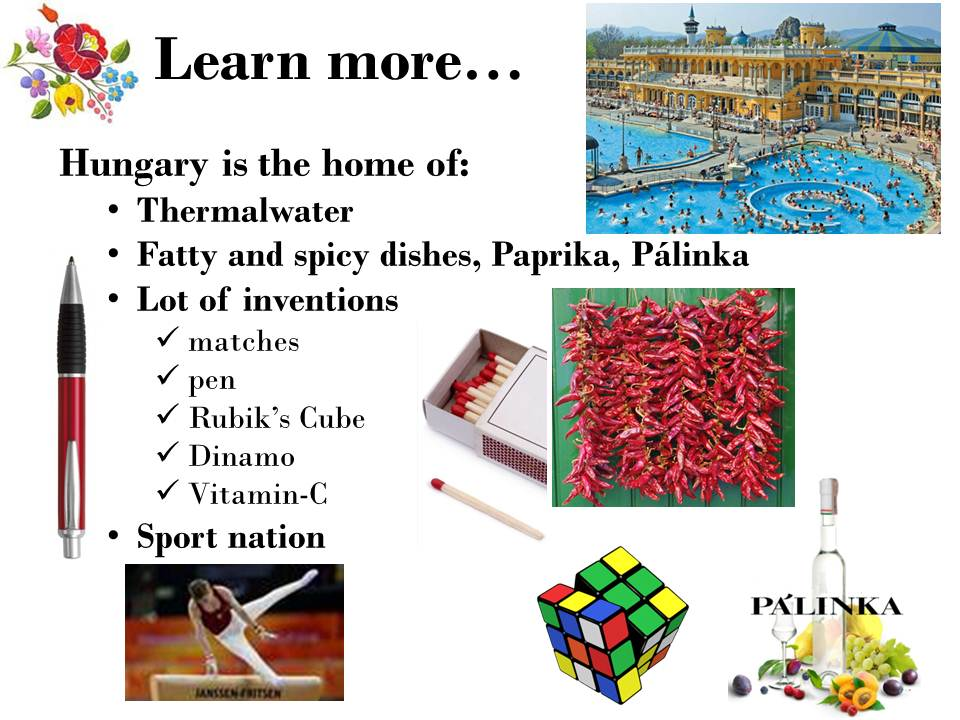 Learn more…
Hungary is the home of:
• Thermalwater
• Fatty and spicy dishes, Paprika, Pálinka
• Lot of inventions
✓ matches
✓ pen
✓ Rubik’s Cube
✓ Dinamo
✓ Vitamin-C
• Sport nation
JANSSEN-FRITSEN
PÁLINKA